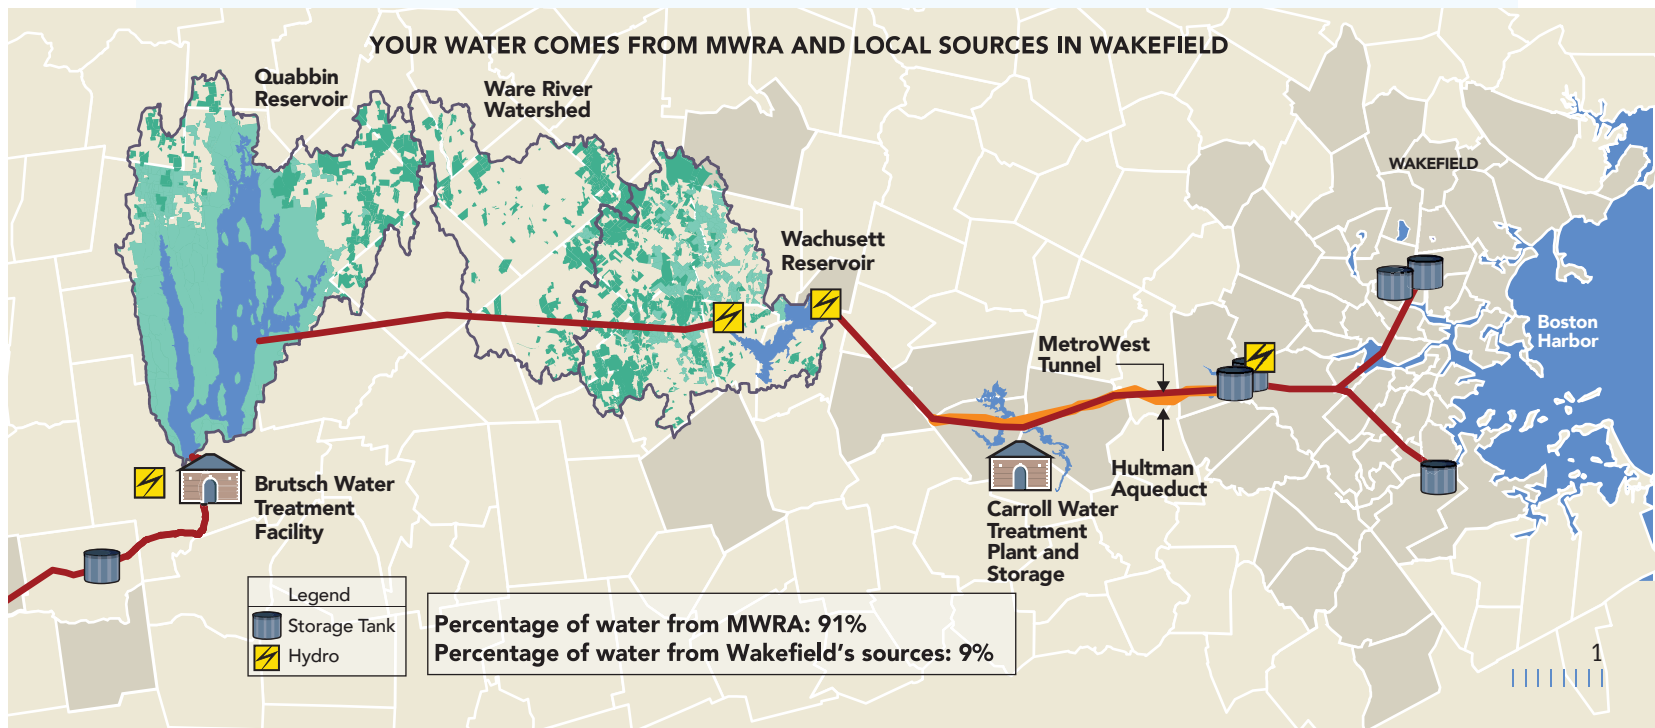 YOUR WATER COMES FROM MWRA AND LOCAL SOURCES IN WAKEFIELD
Quabbin
Reservoir
Ware River
Watershed
WAKEFIELD
Wachusett
Reservoir
Boston
Harbor
MetroWest
Tunnel
Hultman
Aqueduct
Brutsch Water
Treatment
Facility
Carroll Water
Treatment
Plant and
Storage
Legend
Storage Tank
Hydro
Percentage of water from MWRA: 91%
Percentage of water from Wakefield's sources: 9%
1